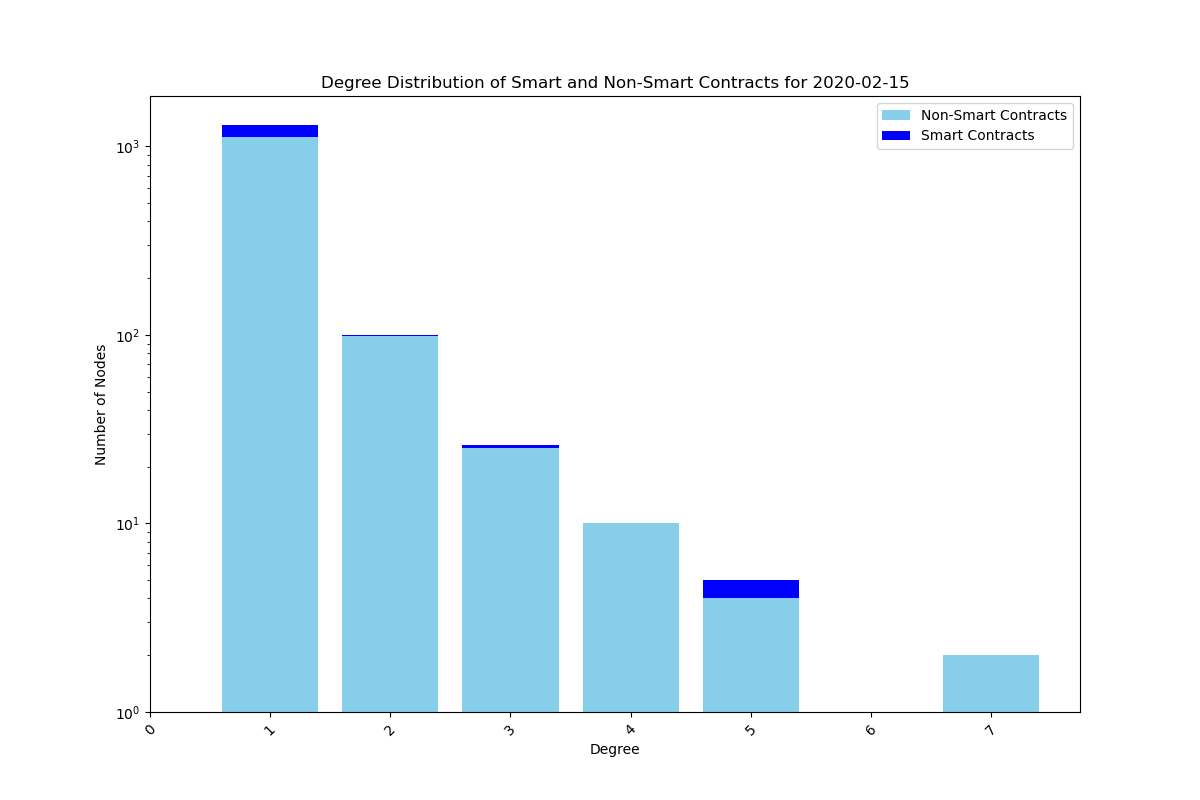 Degree Distribution of Smart and Non-Smart Contracts for 2020-02-15
Non-Smart Contracts
Smart Contracts
Number of Nodes
10³
10²
10¹
10⁰
0 1 2 3 4 5 6 7
Degree